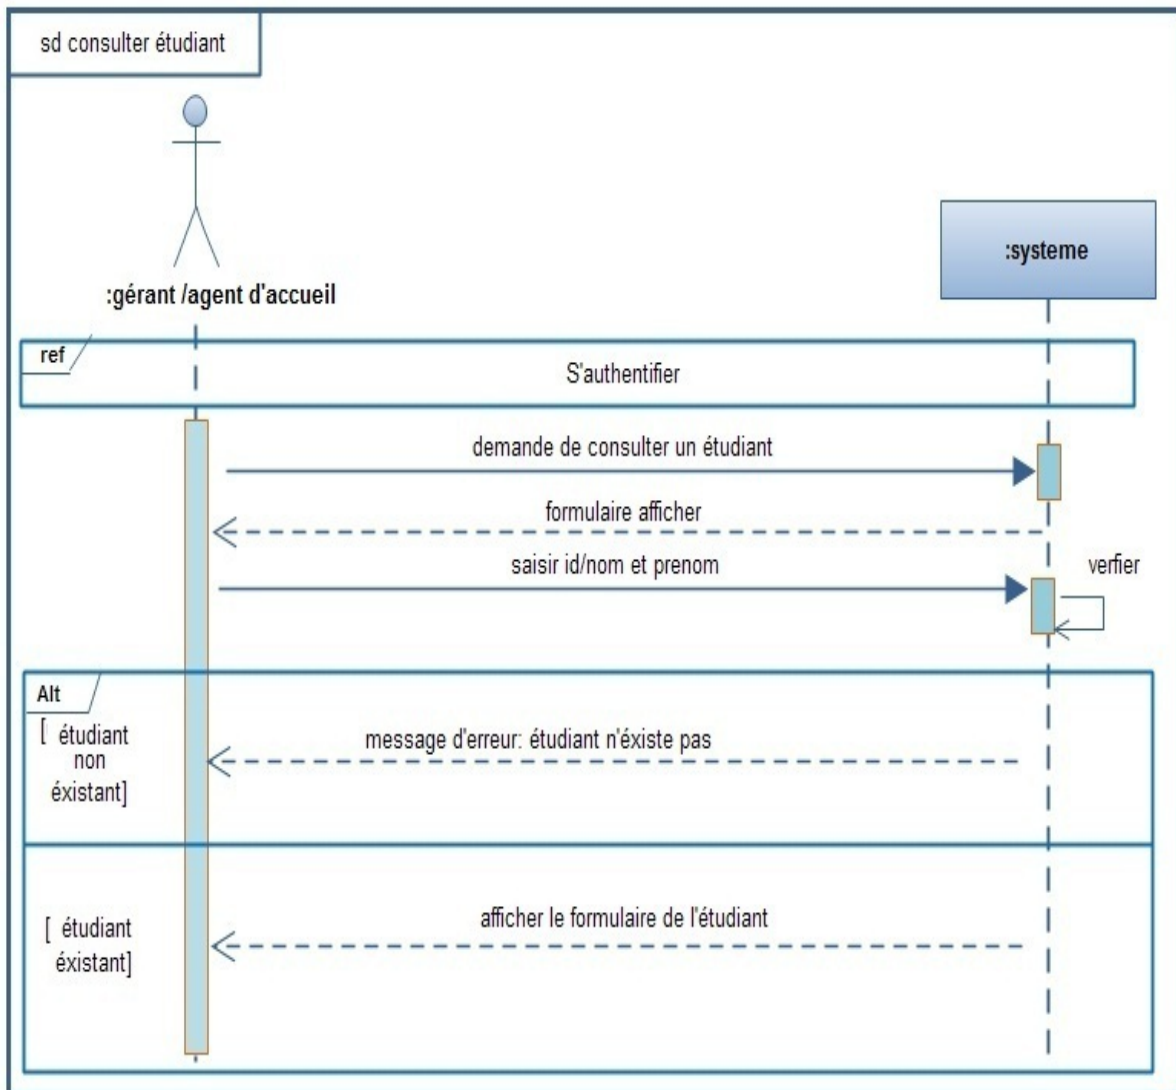 sd consulter étudiant
:gérant /agent d'accueil
:systeme
ref
S'authentifier
demande de consulter un étudiant
formulaire afficher
saisir id/nom et prenom
verfier
Alt
[ étudiant
non
éxistant]
message d'erreur: étudiant n'éxiste pas
[ étudiant
éxistant]
afficher le formulaire de l'étudiant